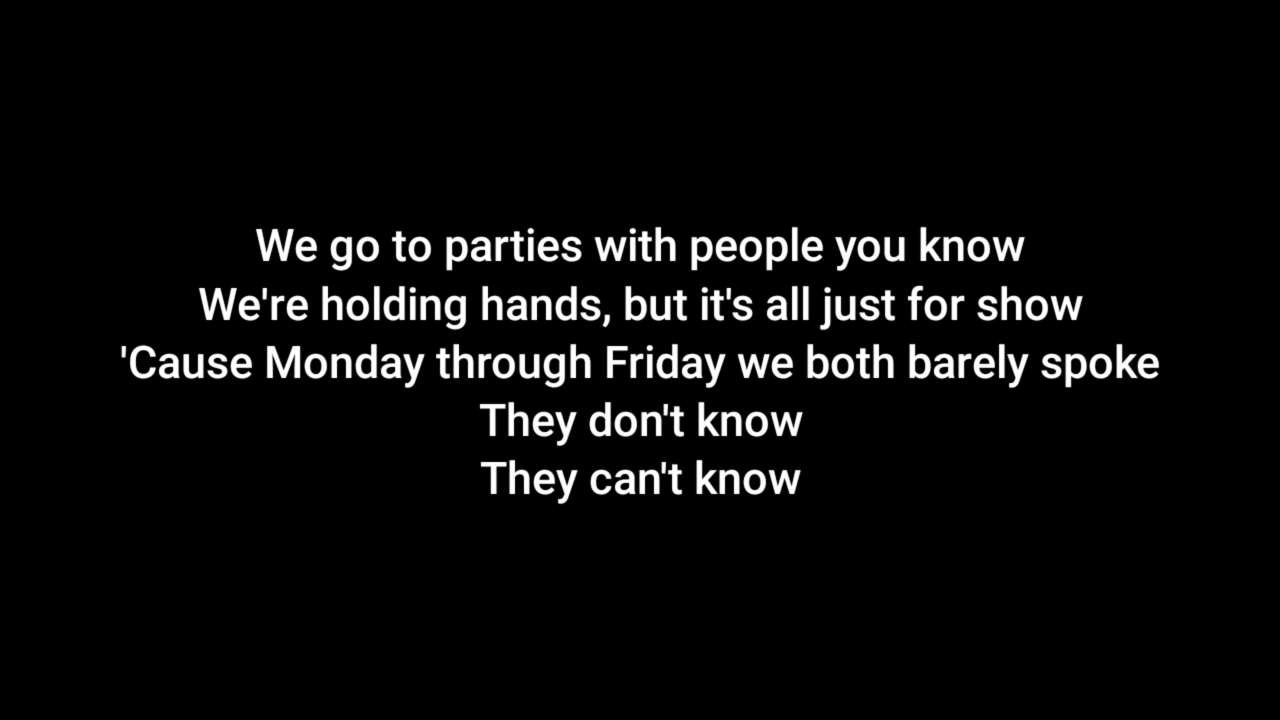 We go to parties with people you know
We're holding hands, but it's all just for show
'Cause Monday through Friday we both barely spoke
They don't know
They can't know